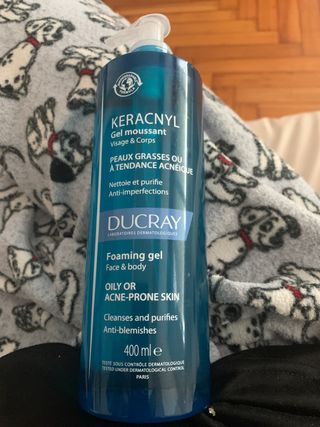 KERACNYL
Gel moussant
Visage & Corps
PEAUX GRASSES OU
À TENDANCE ACNÉIQUE
Nettoie et purifie
Anti-imperfections
DUCRAY
LABORATOIRES DERMATOLOGIQUES
Foaming gel
Face & body
OILY OR
ACNE-PRONE SKIN
Cleanses and purifies
Anti-blemishes
400 ml e
TESTÉ SOUS CONTRÔLE DERMATOLOGIQUE
TESTED UNDER DERMATOLOGICAL CONTROL
PARIS